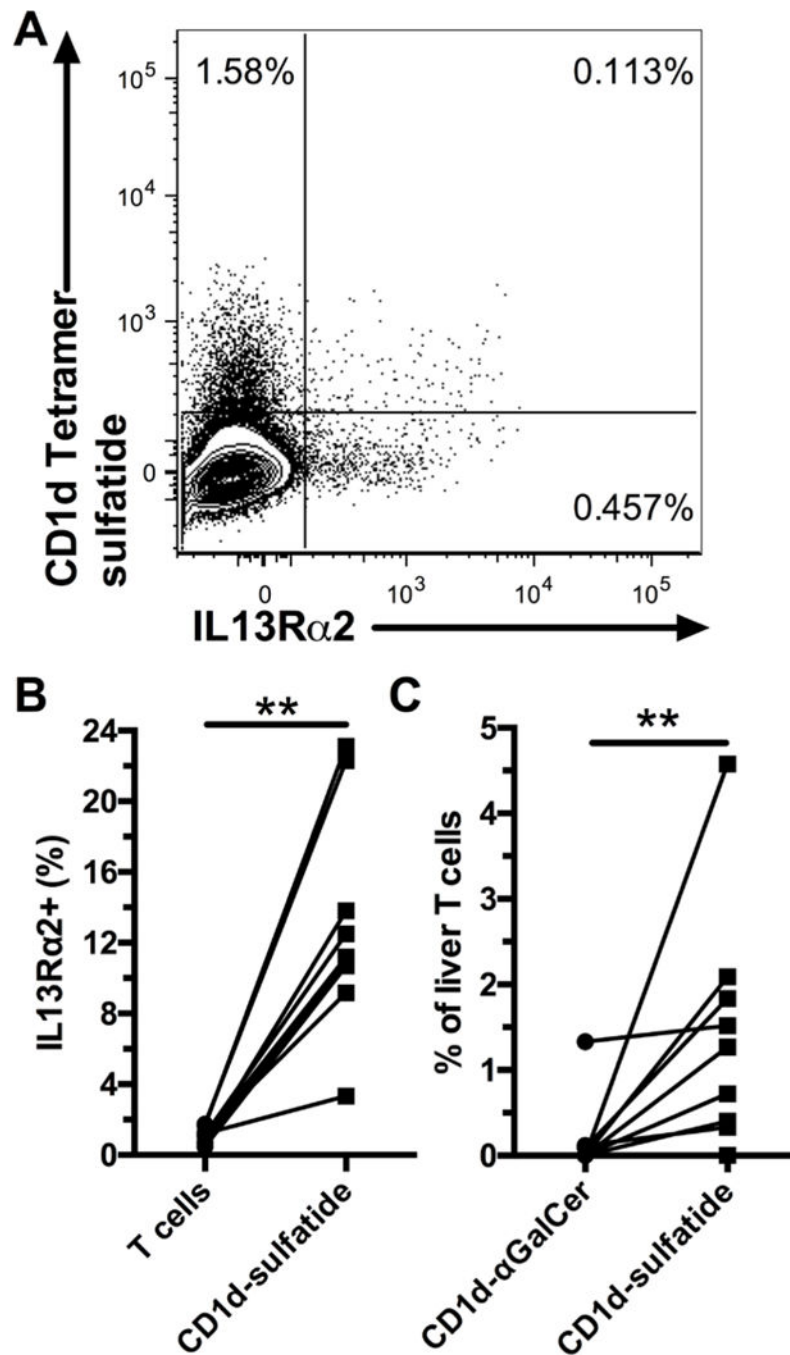 A
CD1d Tetramer
sulfatide
10^5
10^4
10^3
0
1.58%
0.113%
0.457%
0
10^3
10^4
10^5
IL13Rα2
B
**
IL13Rα2+ (%)
24
20
16
12
8
4
0
T cells
CD1d-sulfatide
C
**
% of liver T cells
5
4
3
2
1
0
CD1d-αGalCer
CD1d-sulfatide